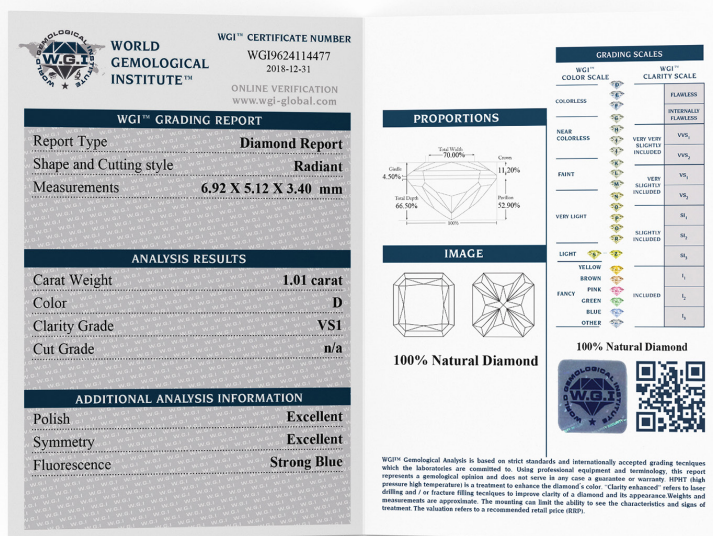 WORLD GEMOLOGICAL INSTITUTE
W.G.I
WORLD
GEMOLOGICAL
INSTITUTE™
WGI™ CERTIFICATE NUMBER
WGI9624114477
2018-12-31
ONLINE VERIFICATION
www.wgi-global.com
WGI™ GRADING REPORT
Report Type Diamond Report
Shape and Cutting style Radiant
Measurements 6.92 X 5.12 X 3.40 mm
ANALYSIS RESULTS
Carat Weight 1.01 carat
Color D
Clarity Grade VS1
Cut Grade n/a
ADDITIONAL ANALYSIS INFORMATION
Polish Excellent
Symmetry Excellent
Fluorescence Strong Blue
PROPORTIONS
Total Width
70.00%
Girdle
4.50%
Crown
11.20%
Total Depth
66.50%
Pavilion
52.90%
100%
IMAGE
100% Natural Diamond
GRADING SCALES
WGI™
COLOR SCALE
COLORLESS
NEAR
COLORLESS
FAINT
VERY LIGHT
LIGHT
FANCY
YELLOW
BROWN
PINK
GREEN
BLUE
OTHER
WGI™
CLARITY SCALE
FLAWLESS
INTERNALLY
FLAWLESS
VERY VERY
SLIGHTLY
INCLUDED
VVS1
VVS2
VERY
SLIGHTLY
INCLUDED
VS1
VS2
SLIGHTLY
INCLUDED
SI1
SI2
SI3
INCLUDED
I1
I2
I3
100% Natural Diamond
WORLD GEMOLOGICAL INSTITUTE
W.G.I
WGI™ Gemological Analysis is based on strict standards and internationally accepted grading tecniques
which the laboratories are committed to. Using professional equipment and terminology, this report
represents a gemological opinion and does not serve in any case a guarantee or warranty. HPHT (high
pressure high temperature) is a treatment to enhance the diamond's color. "Clarity enhanced" refers to laser
drilling and / or fracture filling tecniques to improve clarity of a diamond and its appearance.Weights and
measurements are approximate. The mounting can limit the ability to see the characteristics and signs of
treatment. The valuation refers to a recommended retail price (RRP).